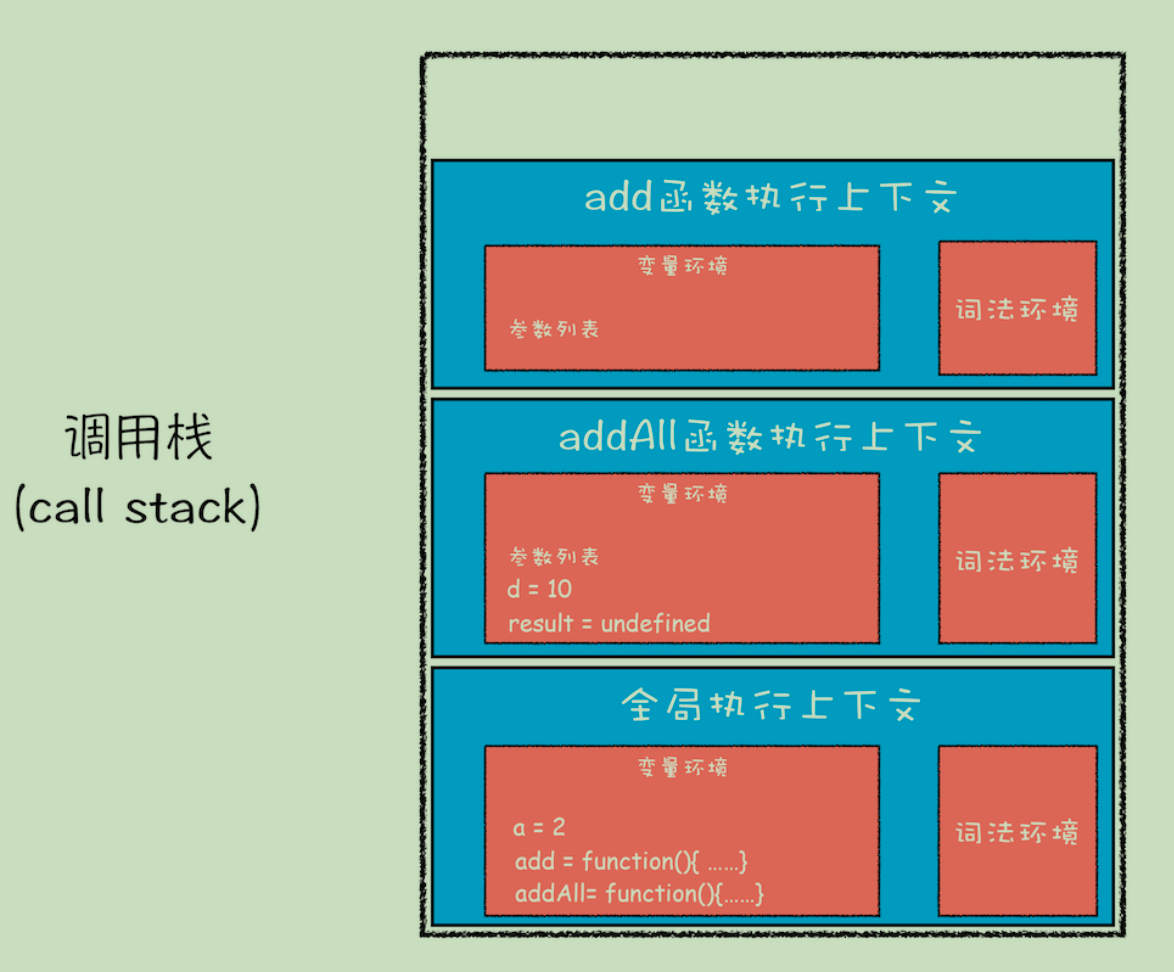 调用栈
(call stack)
add函数执行上下文
变量环境
参数列表
词法环境
addAll函数执行上下文
变量环境
参数列表
d = 10
result = undefined
词法环境
全局执行上下文
变量环境
a = 2
add = function(){ ......}
addAll= function(){......}
词法环境